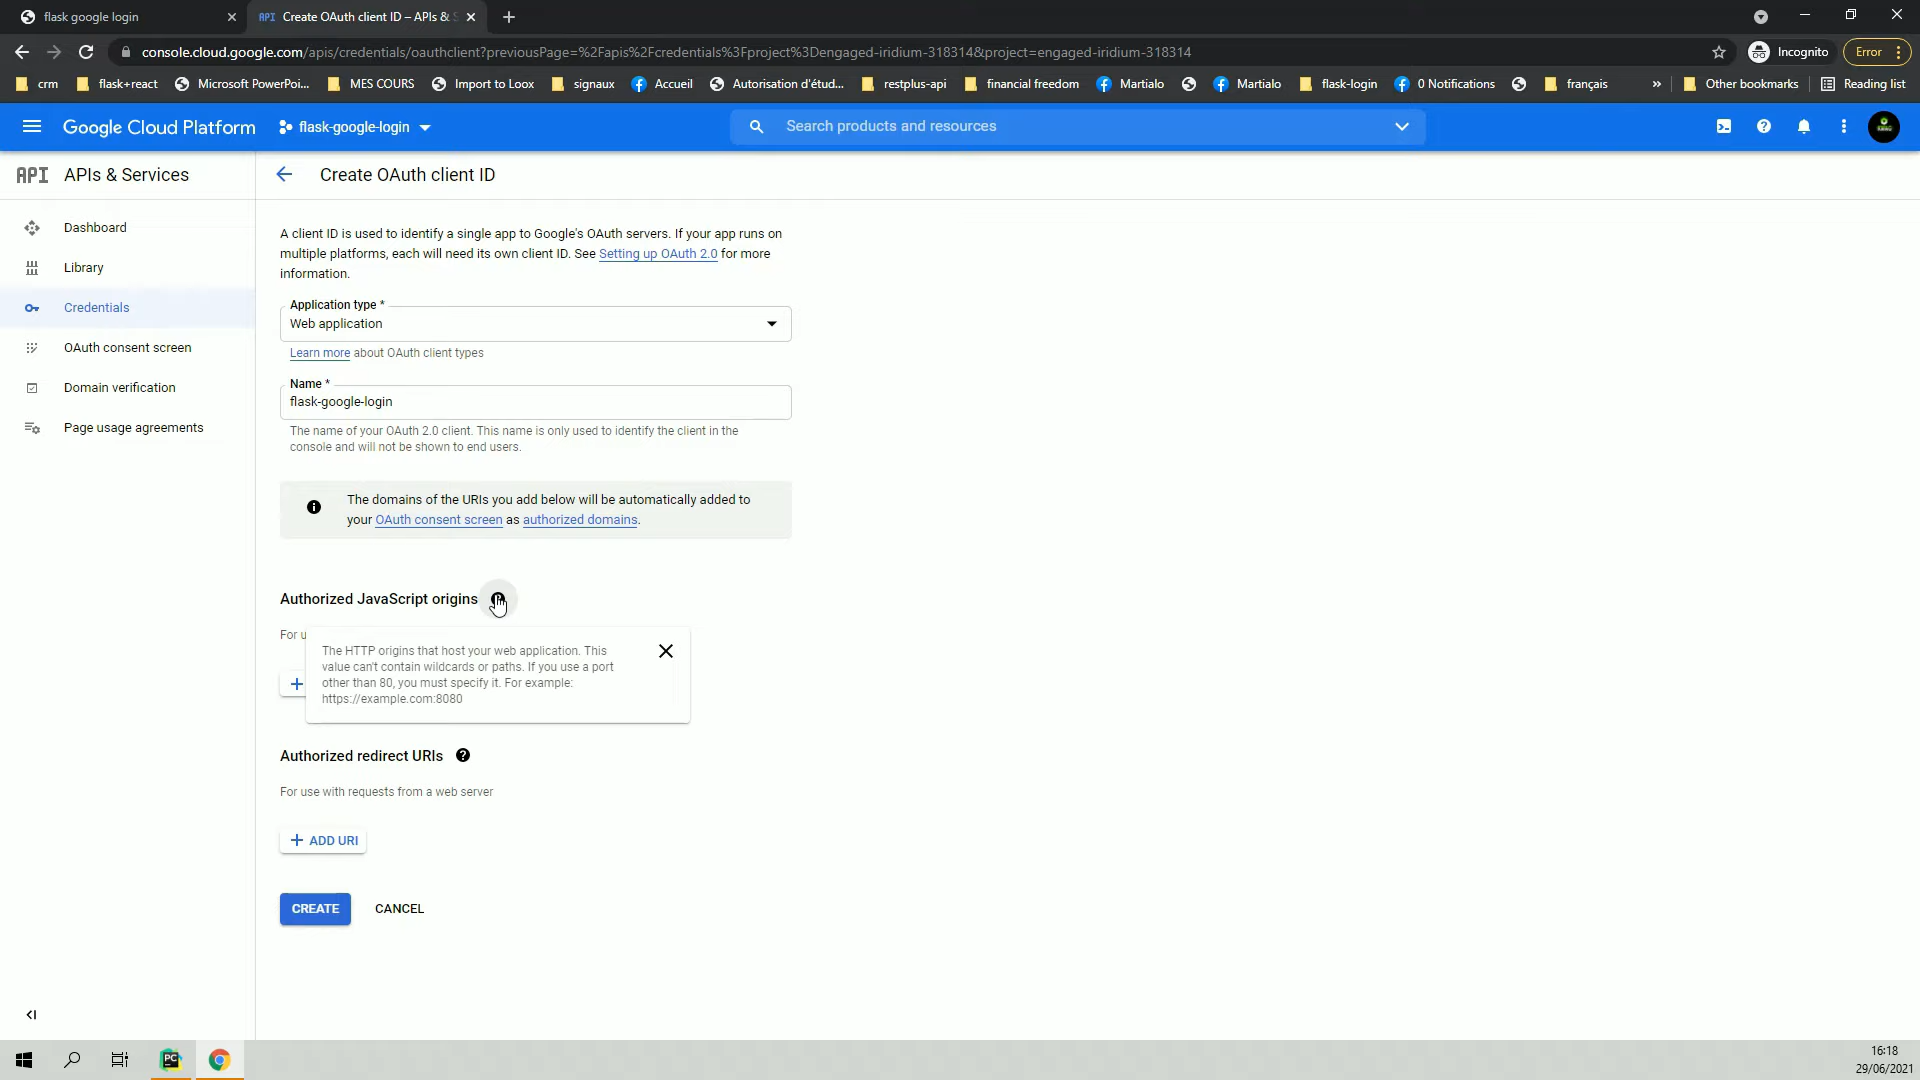 flask google login
API Create OAuth client ID – APIs & S
console.cloud.google.com/apis/credentials/oauthclient?previousPage=%2Fapis%2Fcredentials%3Fproject%3Dengaged-iridium-318314&project=engaged-iridium-318314
Incognito
Error
crm
flask+react
Microsoft PowerPoi...
MES COURS
Import to Loox
signaux
Accueil
Autorisation d'étud...
restplus-api
financial freedom
Martialo
Martialo
flask-login
0 Notifications
français
»
Other bookmarks
Reading list
Google Cloud Platform
flask-google-login
Search products and resources
API APIs & Services
Create OAuth client ID
Dashboard
Library
Credentials
OAuth consent screen
Domain verification
Page usage agreements
A client ID is used to identify a single app to Google's OAuth servers. If your app runs on
multiple platforms, each will need its own client ID. See Setting up OAuth 2.0 for more
information.
Application type *
Web application
Learn more about OAuth client types
Name *
flask-google-login
The name of your OAuth 2.0 client. This name is only used to identify the client in the
console and will not be shown to end users.
The domains of the URIs you add below will be automatically added to
your OAuth consent screen as authorized domains.
Authorized JavaScript origins
For u
The HTTP origins that host your web application. This
value can't contain wildcards or paths. If you use a port
other than 80, you must specify it. For example:
https://example.com:8080
Authorized redirect URIs
For use with requests from a web server
+ ADD URI
CREATE
CANCEL
PC
16:18
29/06/2021